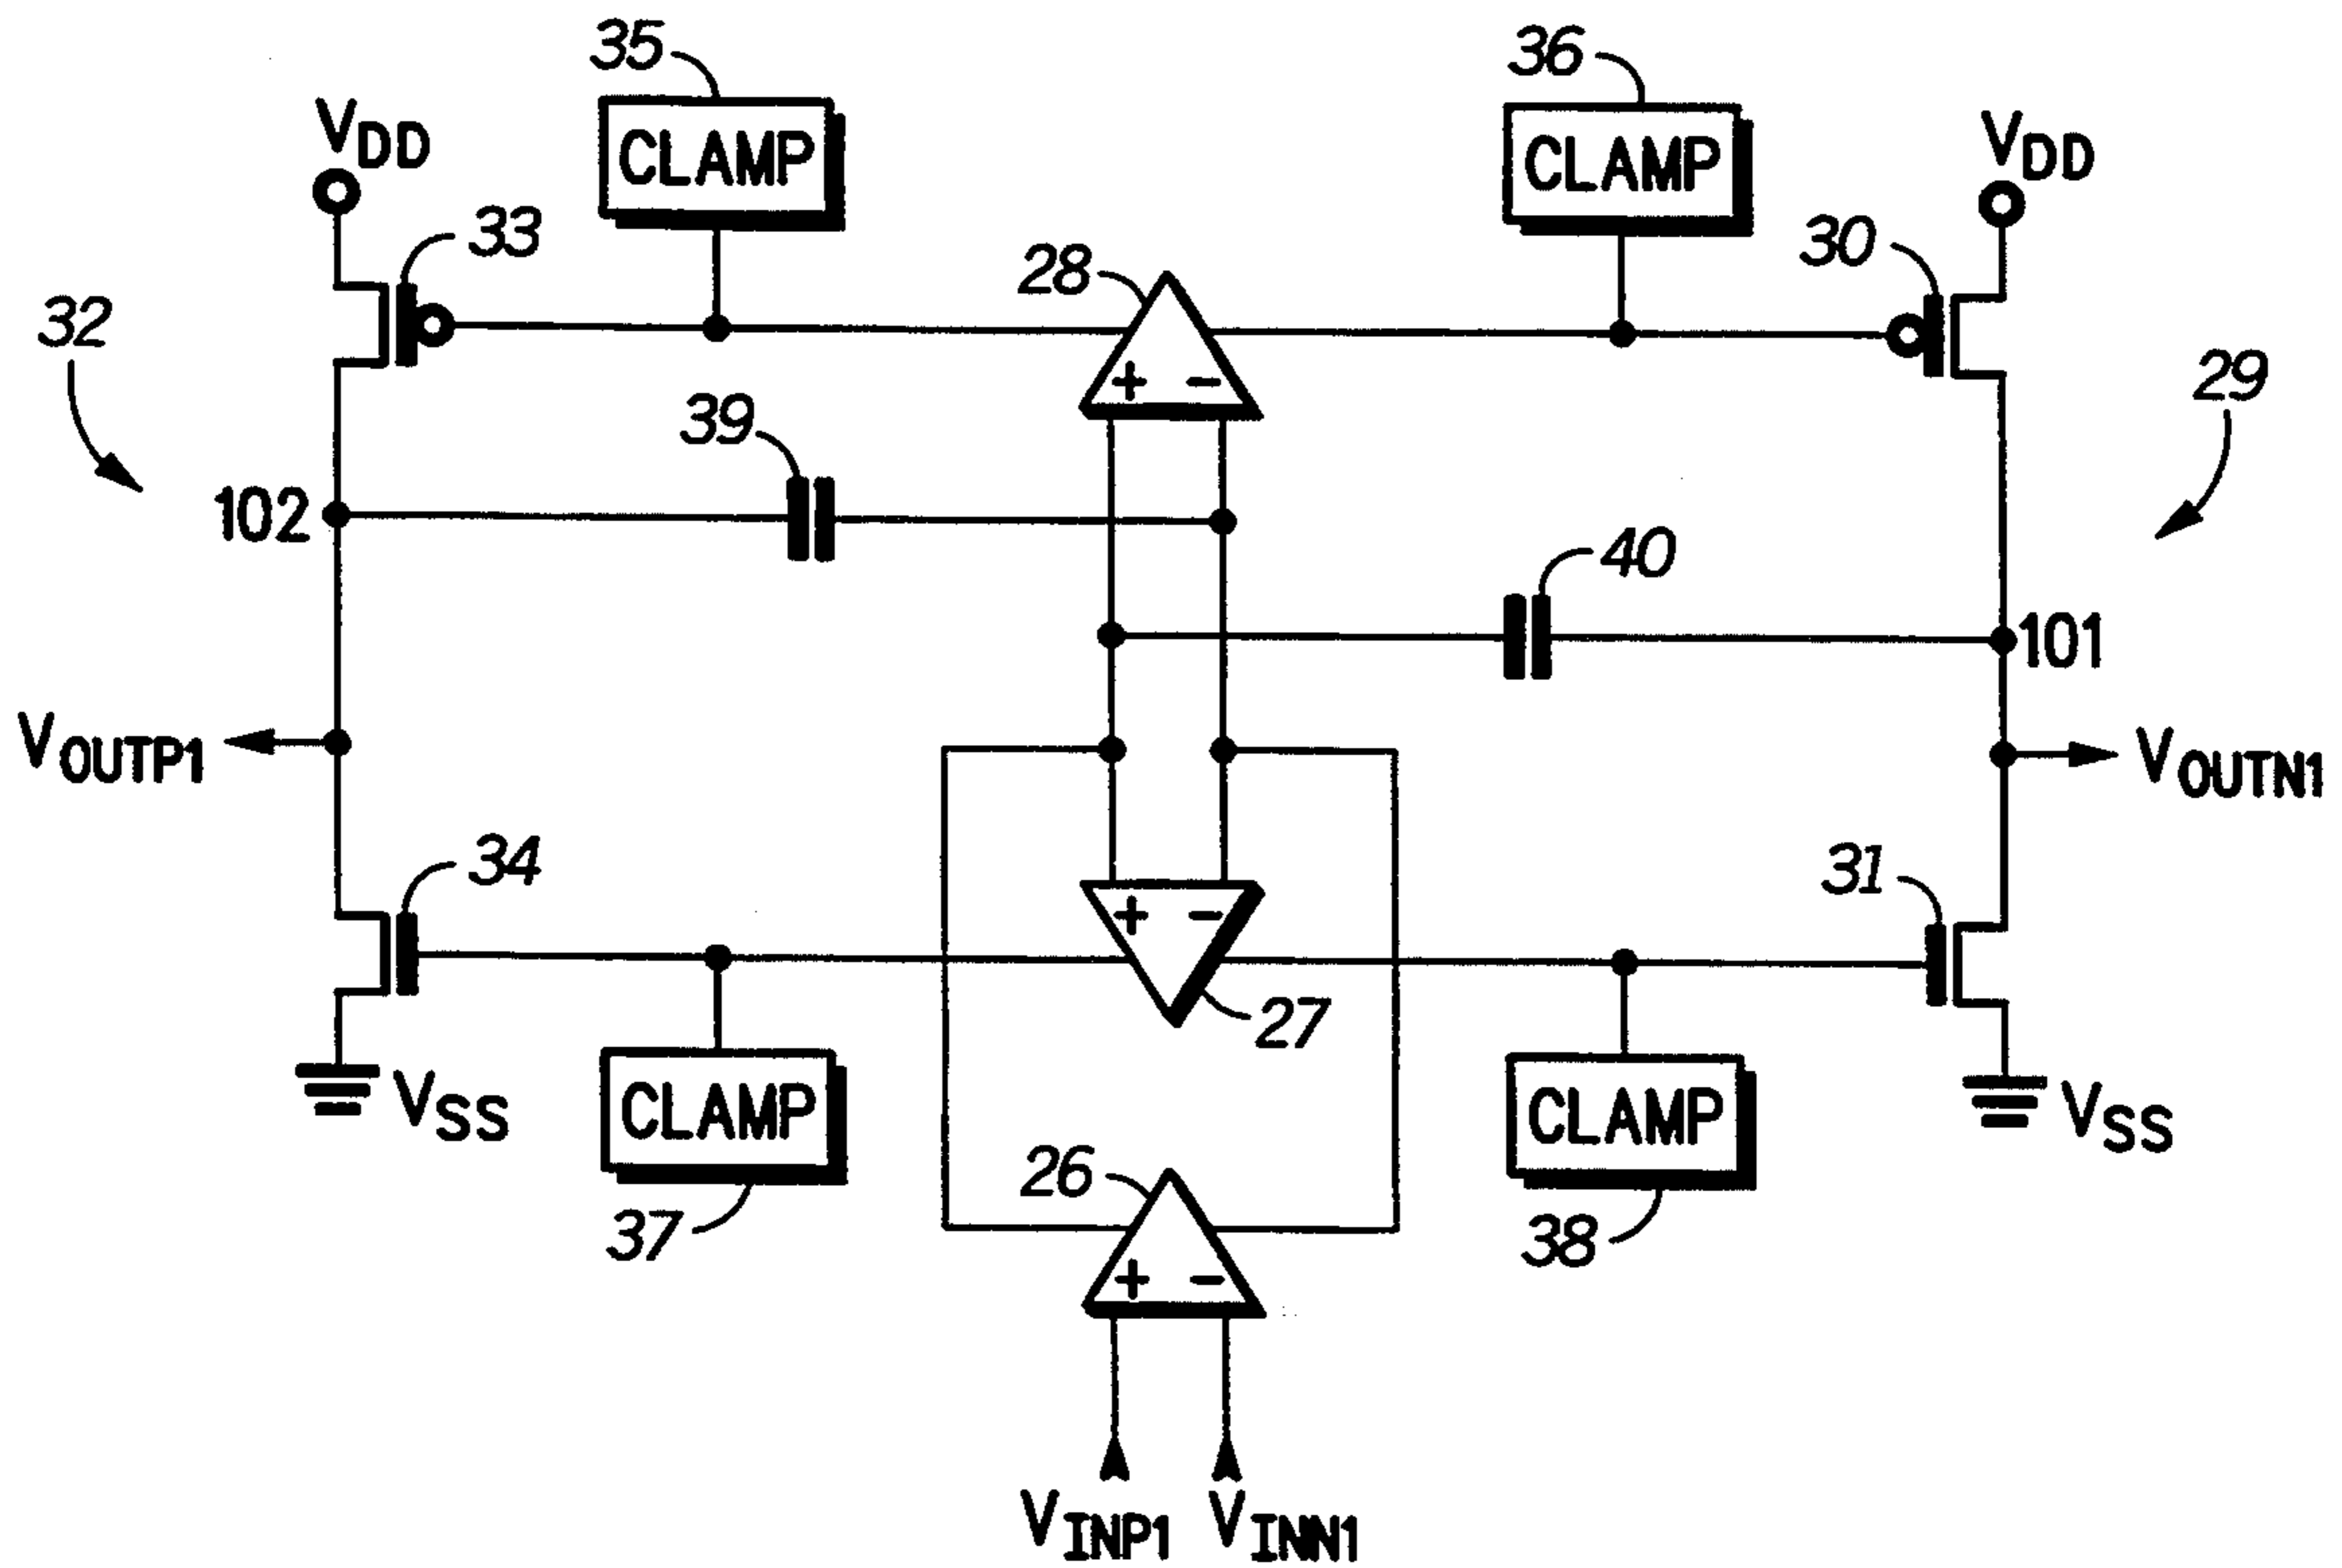 35
36
VDD
CLAMP
CLAMP
VDD
33
28
30
32
29
39
102
40
101
VOUTP1
VOUTN1
+ -
34
31
+ -
27
VSS
CLAMP
CLAMP
VSS
26
37
38
+ -
VINP1 VINN1